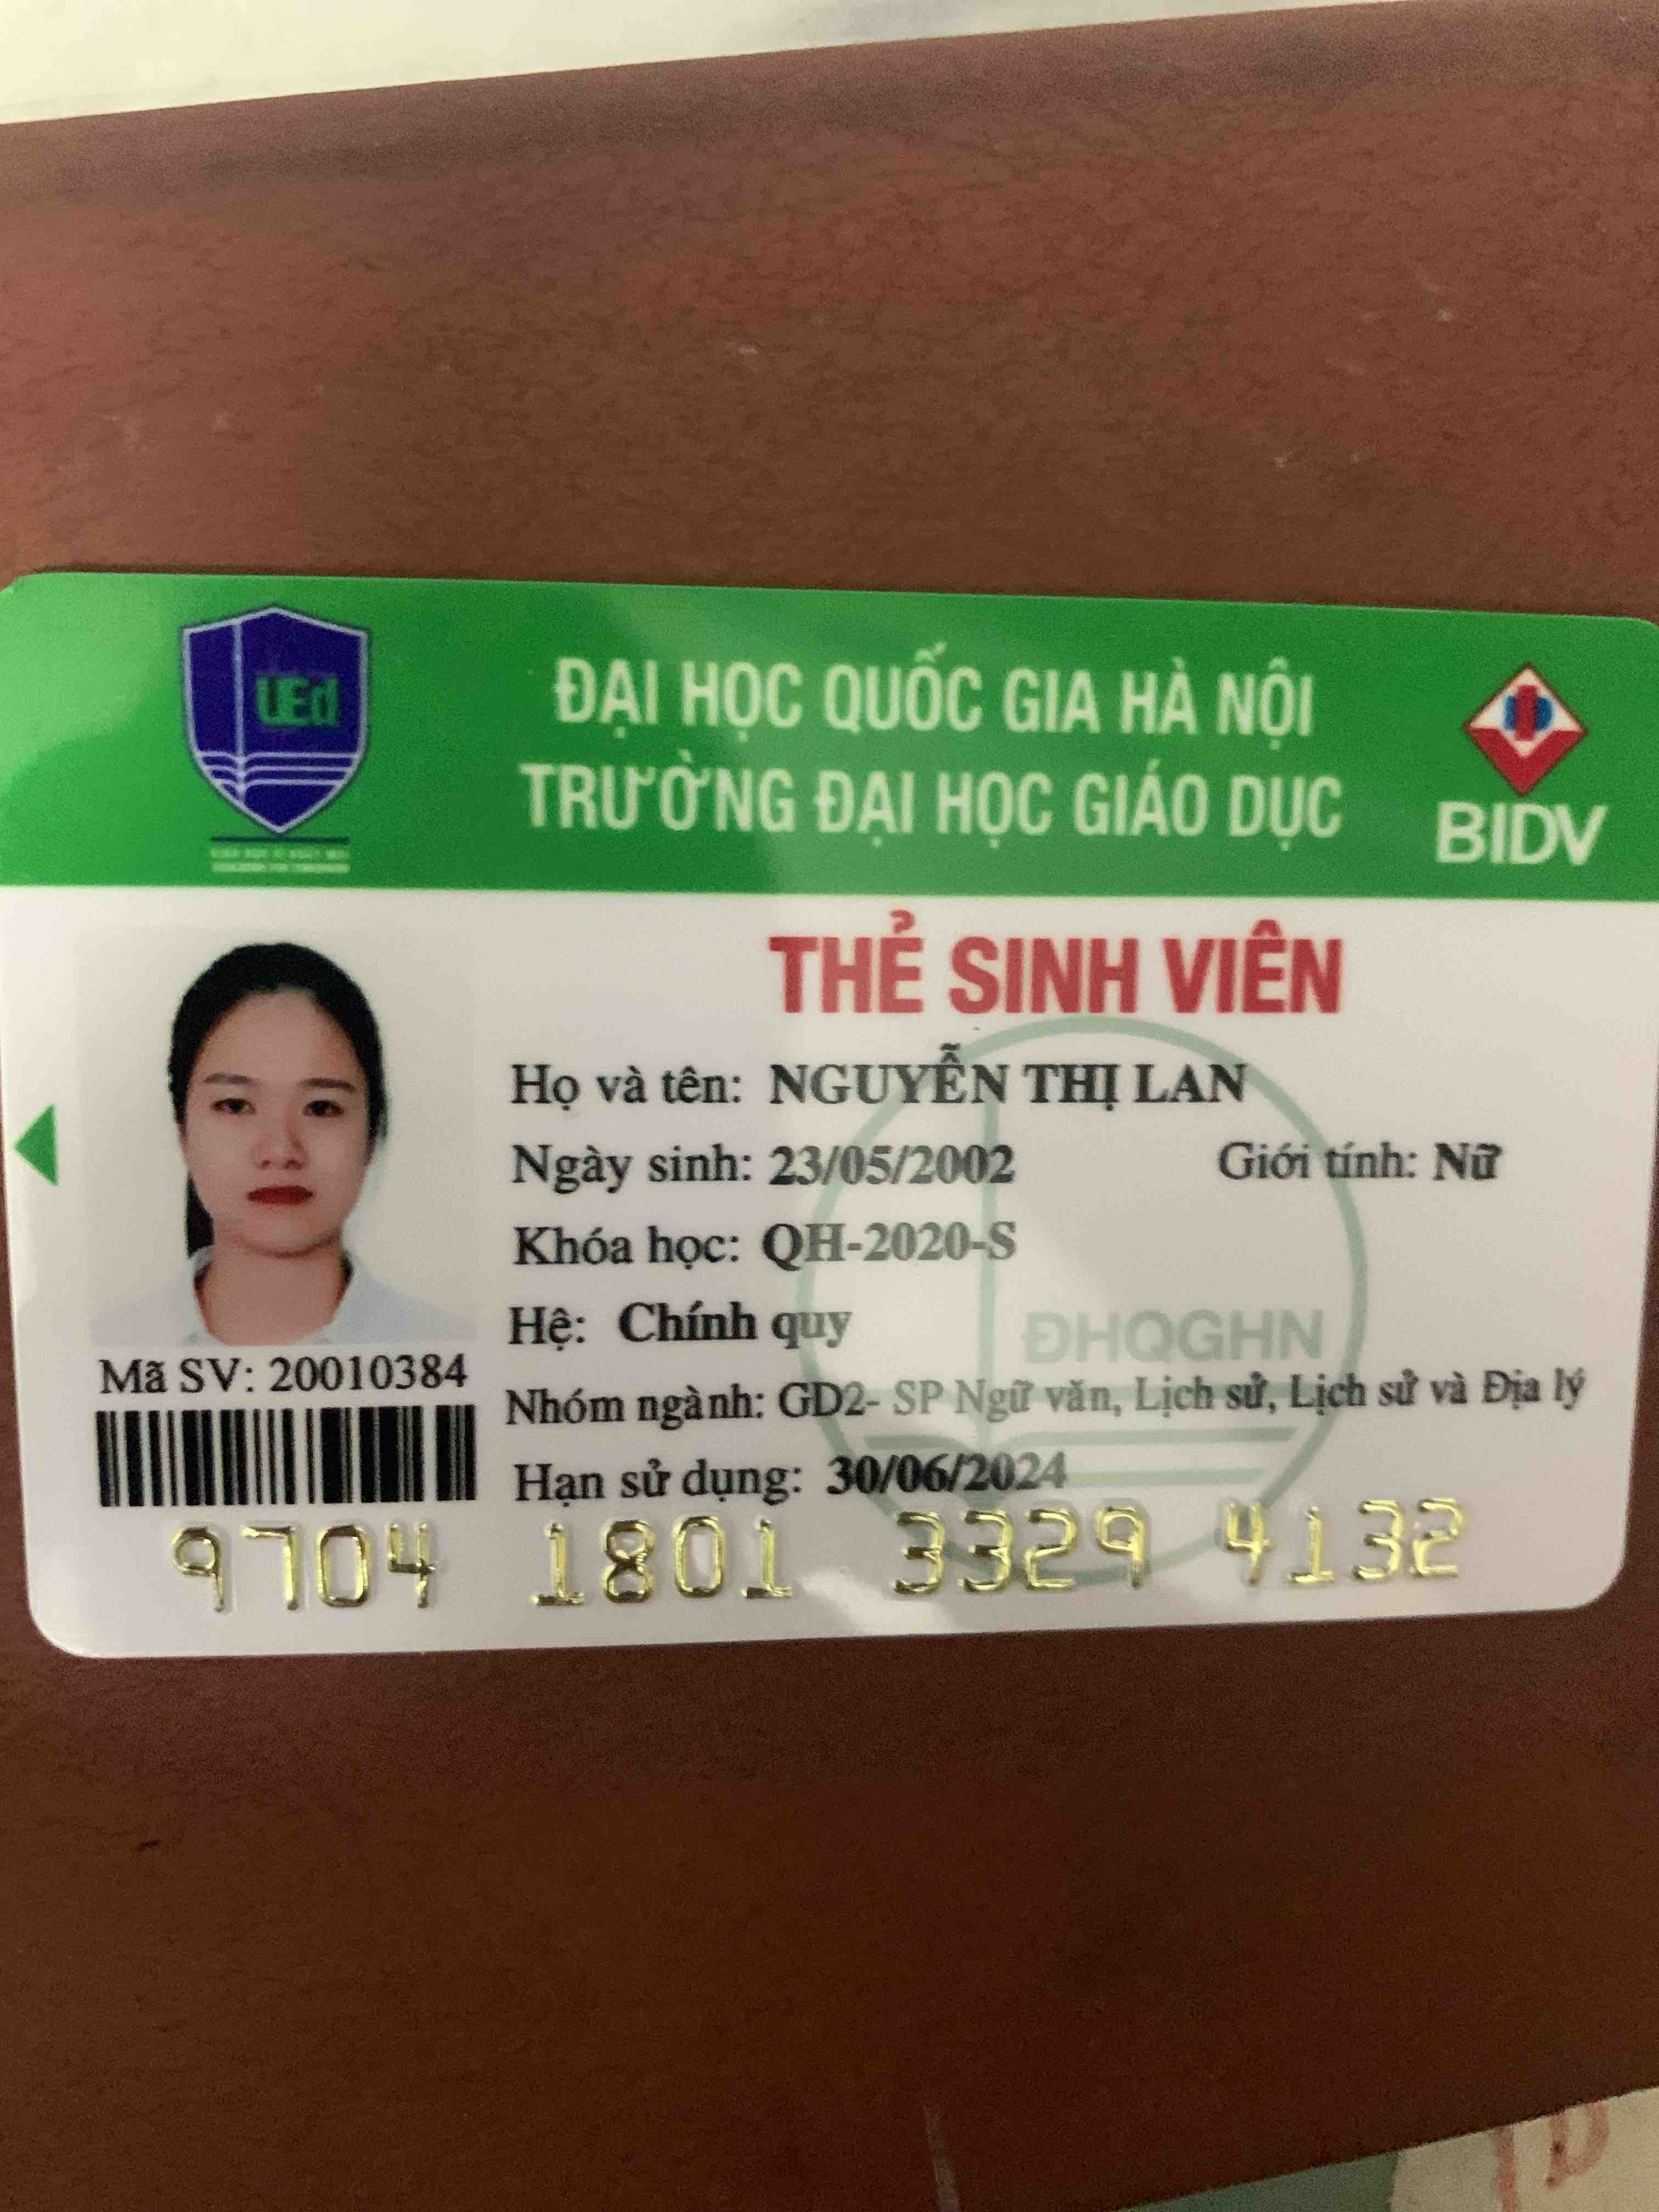 UEd
ĐẠI HỌC QUỐC GIA HÀ NỘI
TRƯỜNG ĐẠI HỌC GIÁO DỤC
BIDV
THẺ SINH VIÊN
Họ và tên: NGUYỄN THỊ LAN
Ngày sinh: 23/05/2002 Giới tính: Nữ
Khóa học: QH-2020-S
Hệ: Chính quy
ĐHQGHN
Mã SV: 20010384
Nhóm ngành: GD2- SP Ngữ văn, Lịch sử, Lịch sử và Địa lý
Hạn sử dụng: 30/06/2024
9704 1801 3329 4132